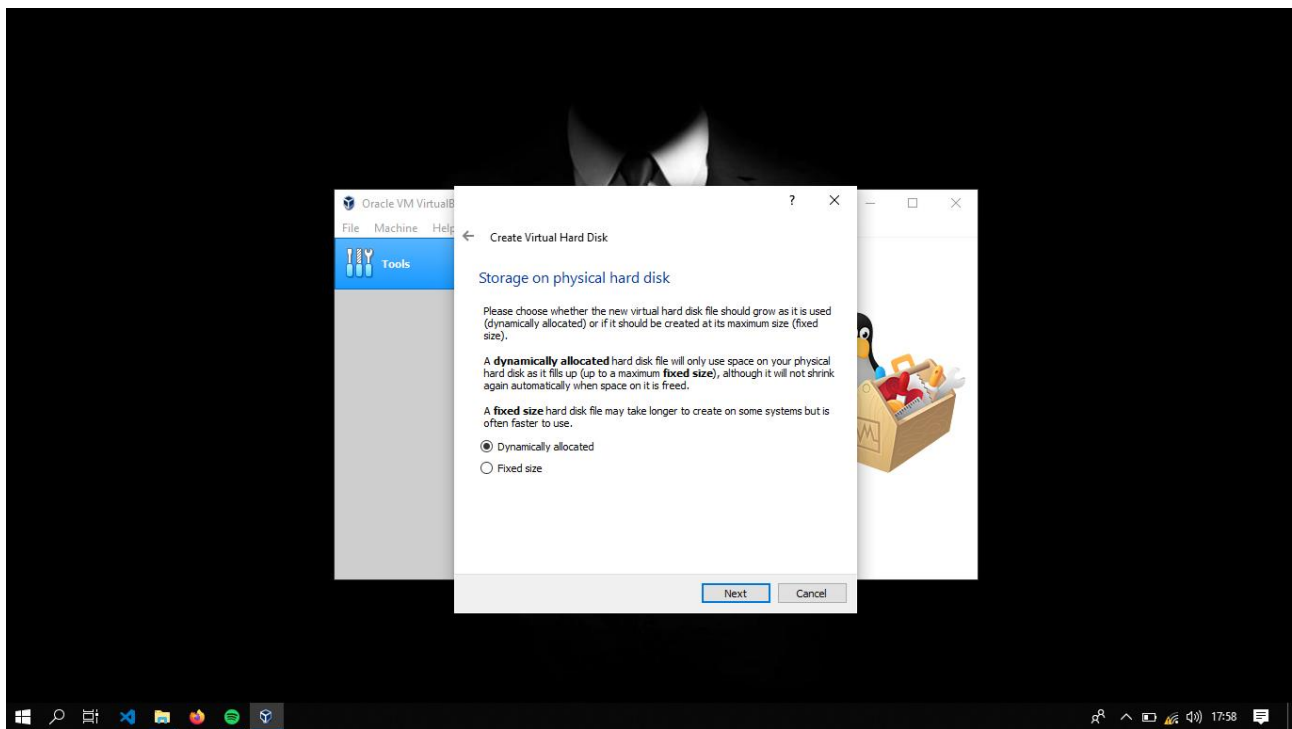 Oracle VM VirtualB
? X
File Machine Help
Create Virtual Hard Disk
Tools
Storage on physical hard disk
Please choose whether the new virtual hard disk file should grow as it is used
(dynamically allocated) or if it should be created at its maximum size (fixed
size).
A dynamically allocated hard disk file will only use space on your physical
hard disk as it fills up (up to a maximum fixed size), although it will not shrink
again automatically when space on it is freed.
A fixed size hard disk file may take longer to create on some systems but is
often faster to use.
Dynamically allocated
Fixed size
Next Cancel
17:58